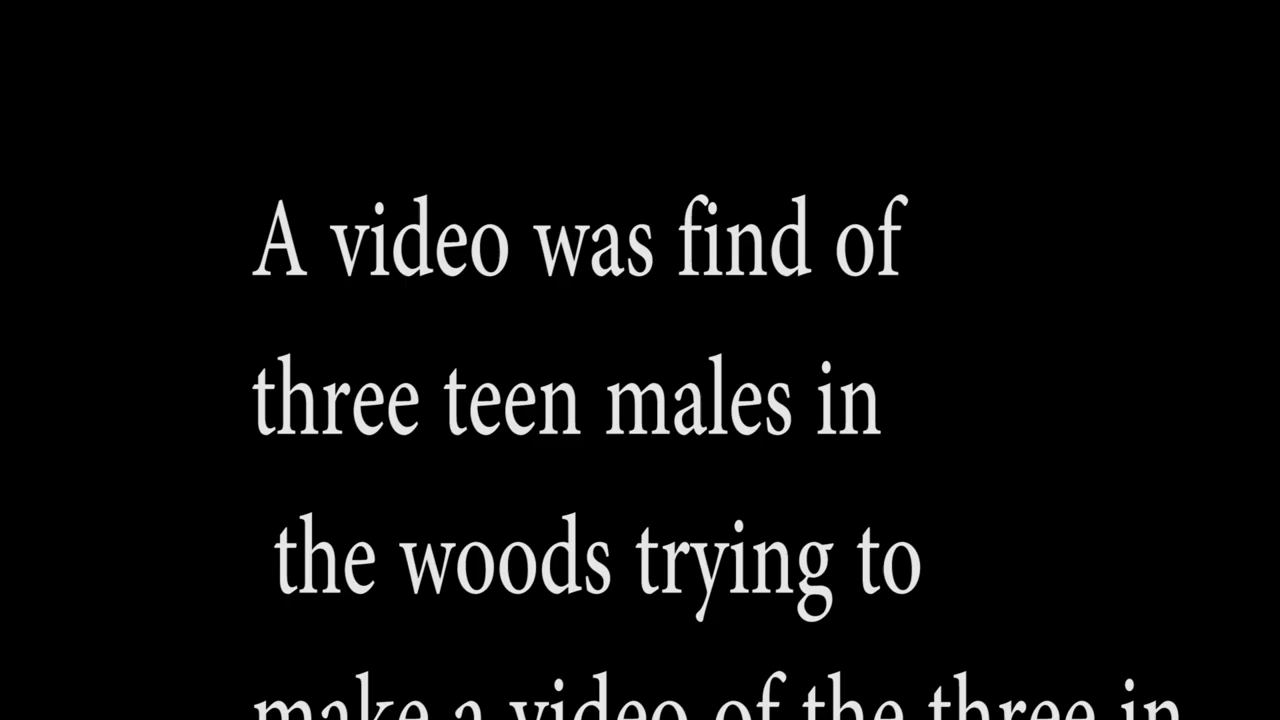 A video was find of
three teen males in
the woods trying to
make a video of the three in